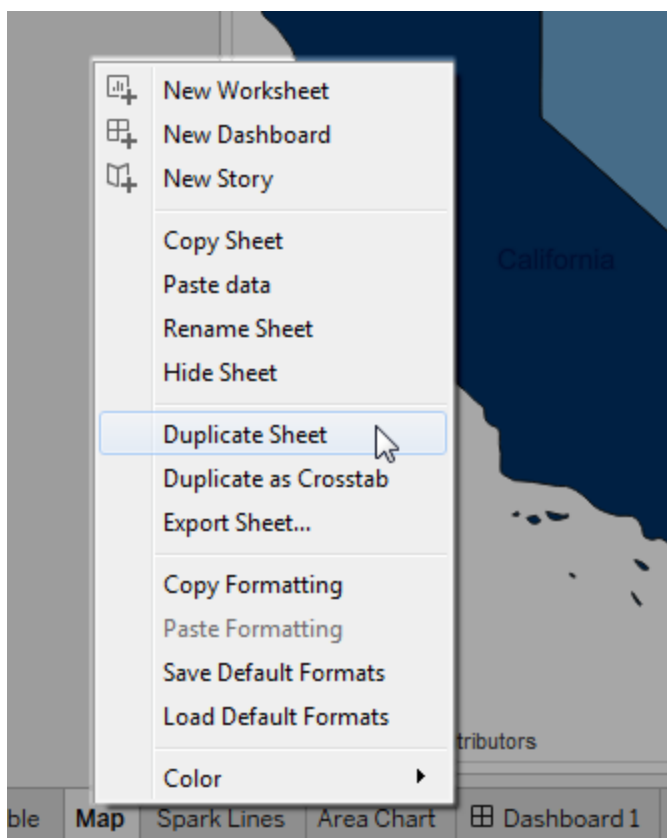 New Worksheet
New Dashboard
New Story
Copy Sheet
Paste data
Rename Sheet
Hide Sheet
Duplicate Sheet
Duplicate as Crosstab
Export Sheet...
Copy Formatting
Paste Formatting
Save Default Formats
Load Default Formats
Color
California
tributors
ble Map Spark Lines Area Chart Dashboard 1